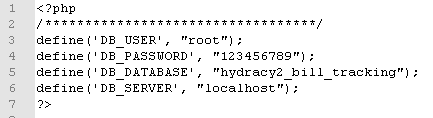 1 <?php
2 /*********************************/
3 define('DB_USER', "root");
4 define('DB_PASSWORD', "123456789");
5 define('DB_DATABASE', "hydracy2_bill_tracking");
6 define('DB_SERVER', "localhost");
7 ?>